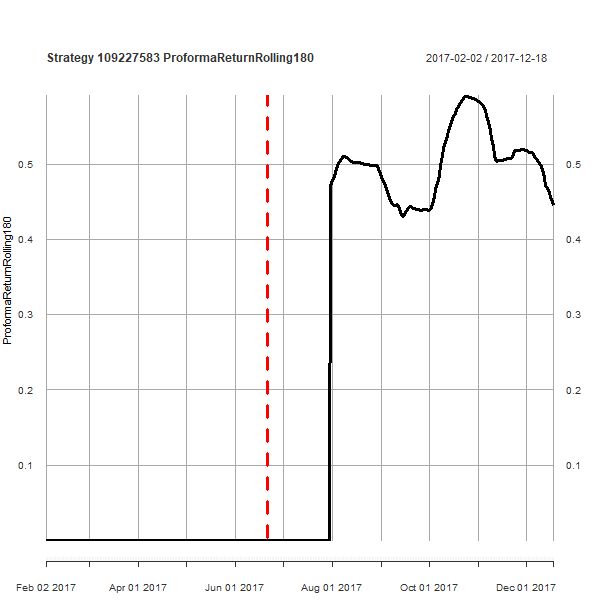 Strategy 109227583 ProformaReturnRolling180
2017-02-02 / 2017-12-18
ProformaReturnRolling180
0.5
0.5
0.4
0.4
0.3
0.3
0.2
0.2
0.1
0.1
Feb 02 2017
Apr 01 2017
Jun 01 2017
Aug 01 2017
Oct 01 2017
Dec 01 2017